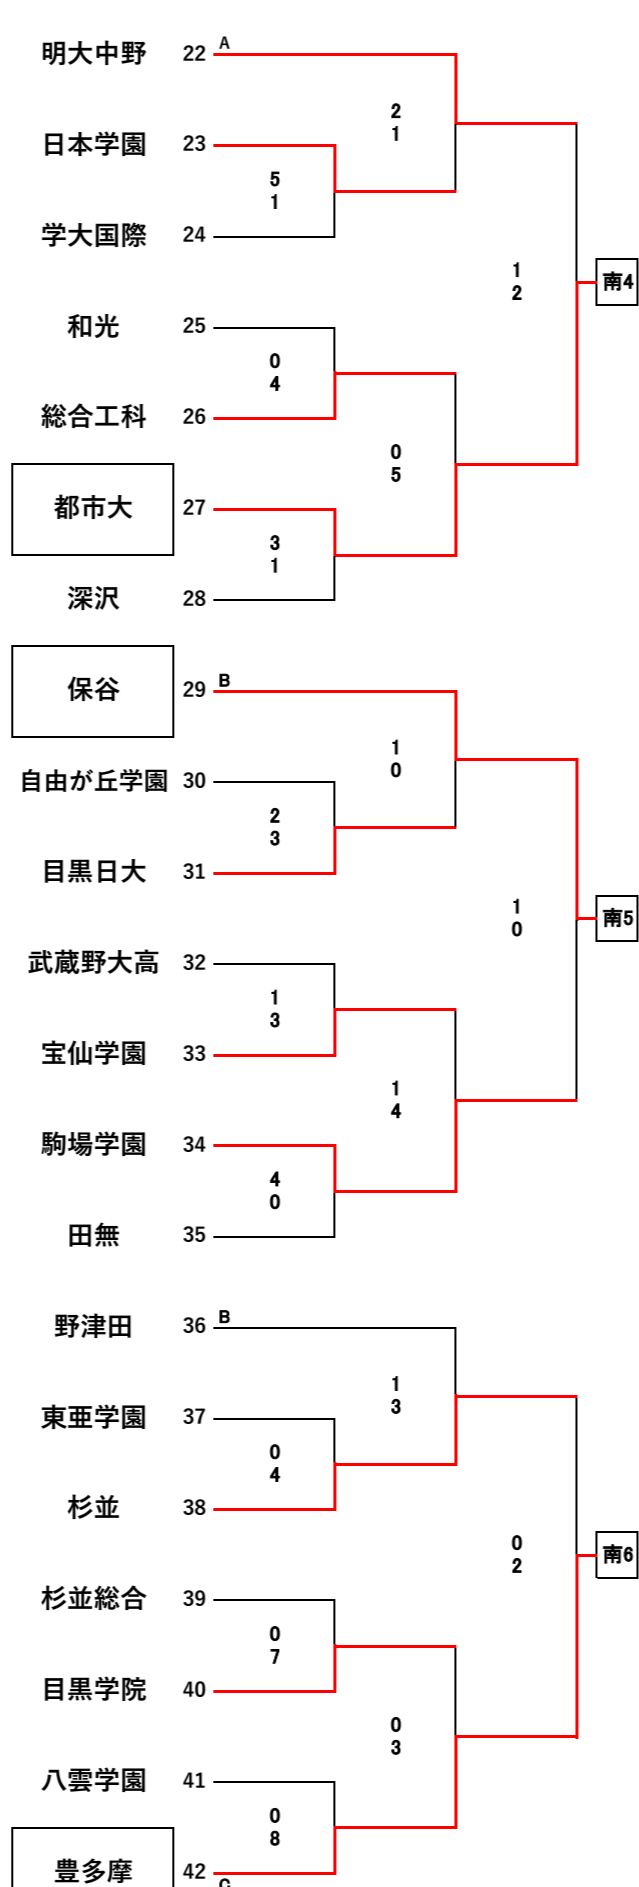 明大中野 22 A
2
1
日本学園 23
5
1
学大国際 24
1
2
南4
和光 25
0
4
総合工科 26
0
5
都市大 27
3
1
深沢 28
保谷 29 B
1
0
自由が丘学園 30
2
3
目黒日大 31
1
0
南5
武蔵野大高 32
1
3
宝仙学園 33
1
4
駒場学園 34
4
0
田無 35
野津田 36 B
1
3
東亜学園 37
0
4
杉並 38
0
2
南6
杉並総合 39
0
7
目黒学院 40
0
3
八雲学園 41
0
8
豊多摩 42 C